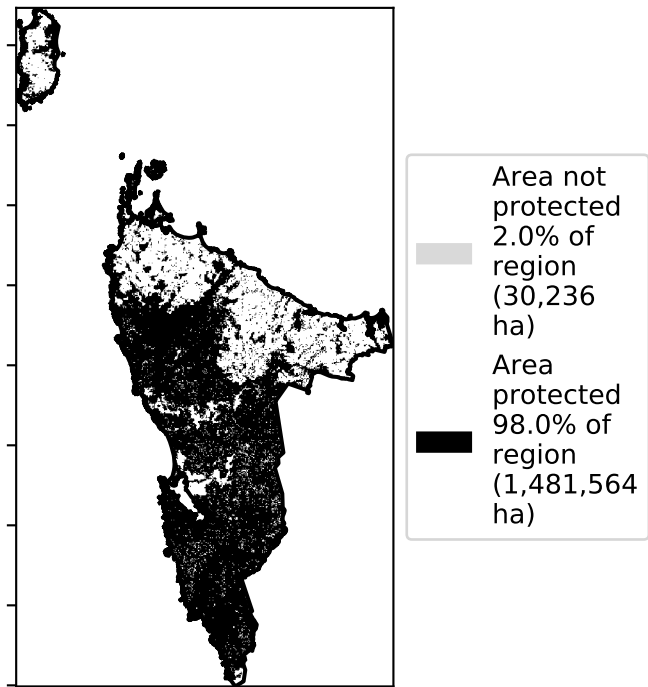 Area not
protected
2.0% of
region
(30,236
ha)
Area
protected
98.0% of
region
(1,481,564
ha)